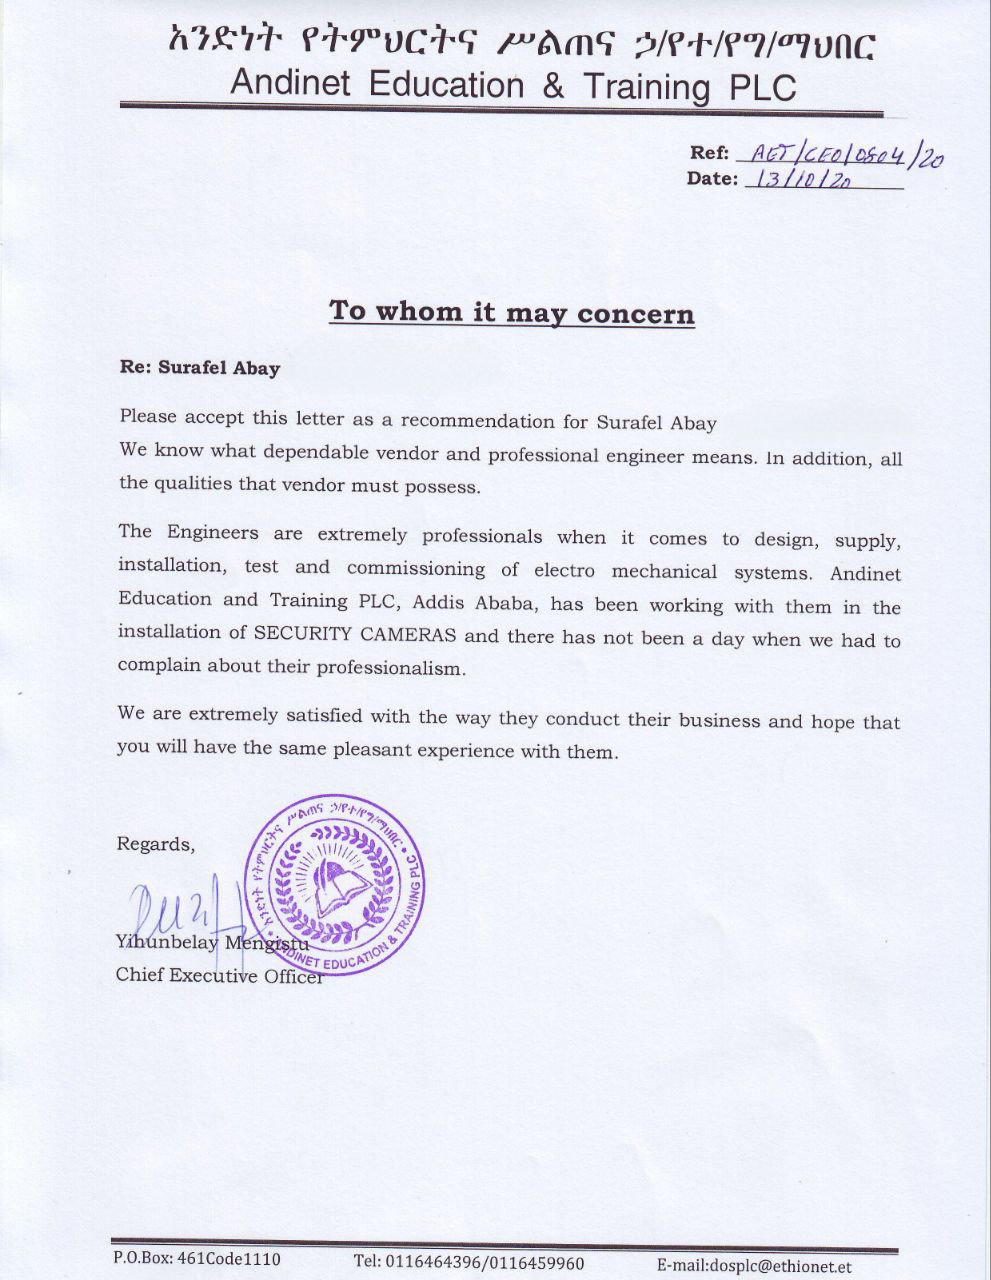 አንድነት የትምህርትና ሥልጠና ኃ/የተ/የግ/ማህበር
Andinet Education & Training PLC
Ref: AET/CEO/0804/20
Date: 13/10/20
To whom it may concern
Re: Surafel Abay
Please accept this letter as a recommendation for Surafel Abay
We know what dependable vendor and professional engineer means. In addition, all
the qualities that vendor must possess.
The Engineers are extremely professionals when it comes to design, supply,
installation, test and commissioning of electro mechanical systems. Andinet
Education and Training PLC, Addis Ababa, has been working with them in the
installation of SECURITY CAMERAS and there has not been a day when we had to
complain about their professionalism.
We are extremely satisfied with the way they conduct their business and hope that
you will have the same pleasant experience with them.
Regards,
አንድነት የትምህርትና ሥልጠና ኃ/የተ/የግ/ማህበር
ANDINET EDUCATION & TRAINING PLC
Yihunbelay Mengistu
Chief Executive Officer
P.O.Box: 461Code1110 Tel: 0116464396/0116459960 E-mail:dosplc@ethionet.et